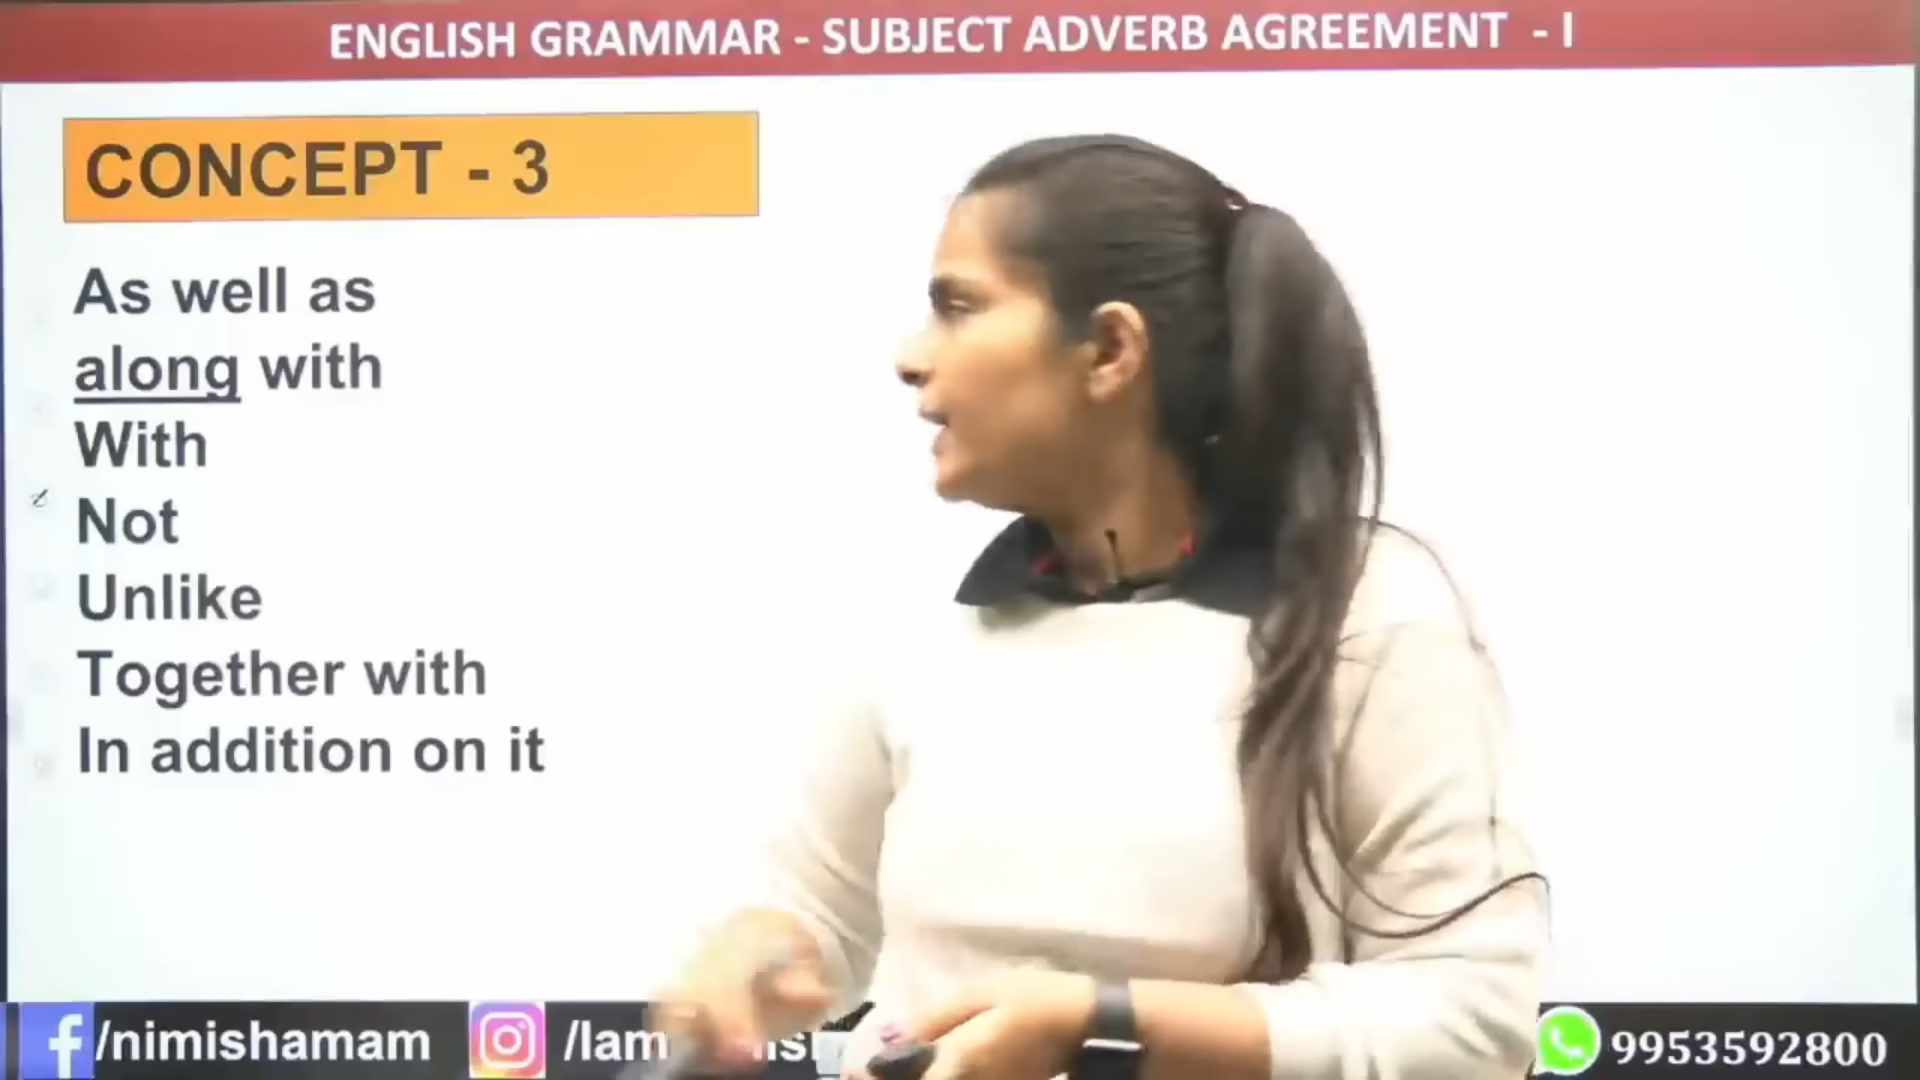 ENGLISH GRAMMAR - SUBJECT ADVERB AGREEMENT - I
CONCEPT - 3
As well as
along with
With
Not
Unlike
Together with
In addition on it
/nimishamam
9953592800